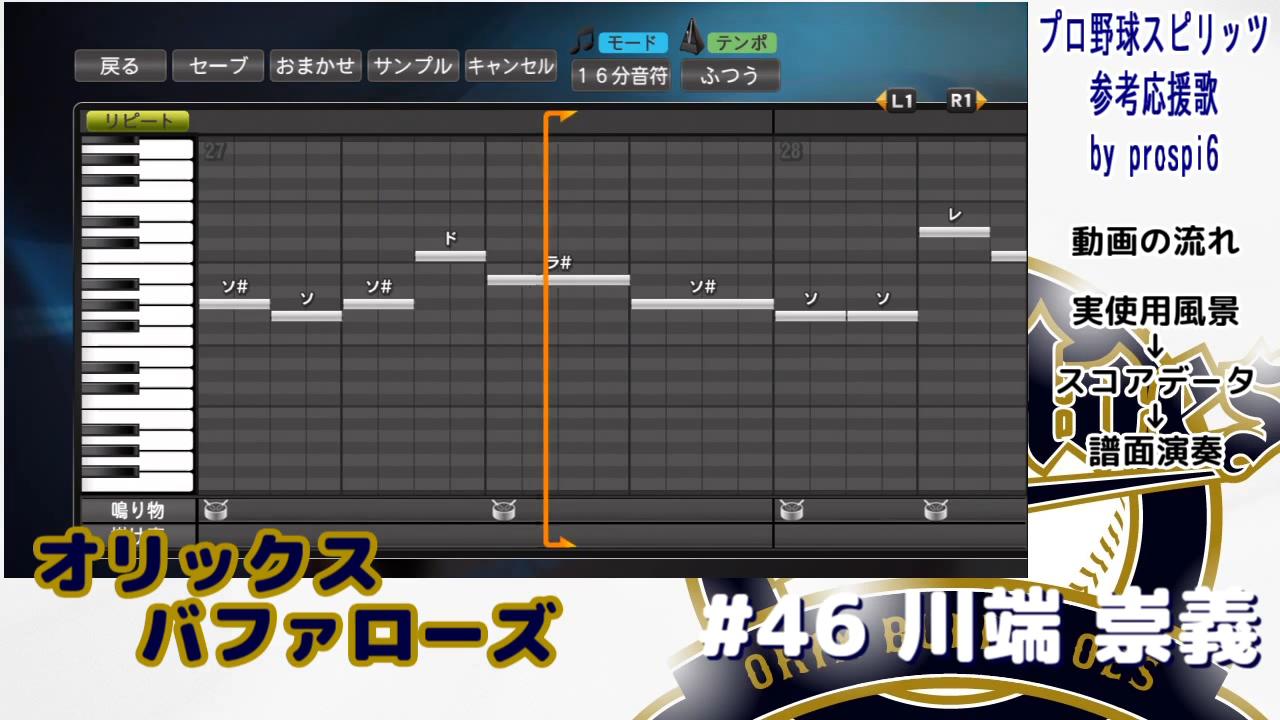 モード
テンポ
戻る
セーブ
おまかせ
サンプル
キャンセル
16分音符
ふつう
L1
R1
リピート
27
28
レ
ド
ラ#
ソ#
ソ
ソ#
ソ#
ソ
ソ
鳴り物
プロ野球スピリッツ
参考応援歌
by prospi6
動画の流れ
実使用風景
↓
スコアデータ
↓
譜面演奏
オリックス
バファローズ
#46 川端 崇義